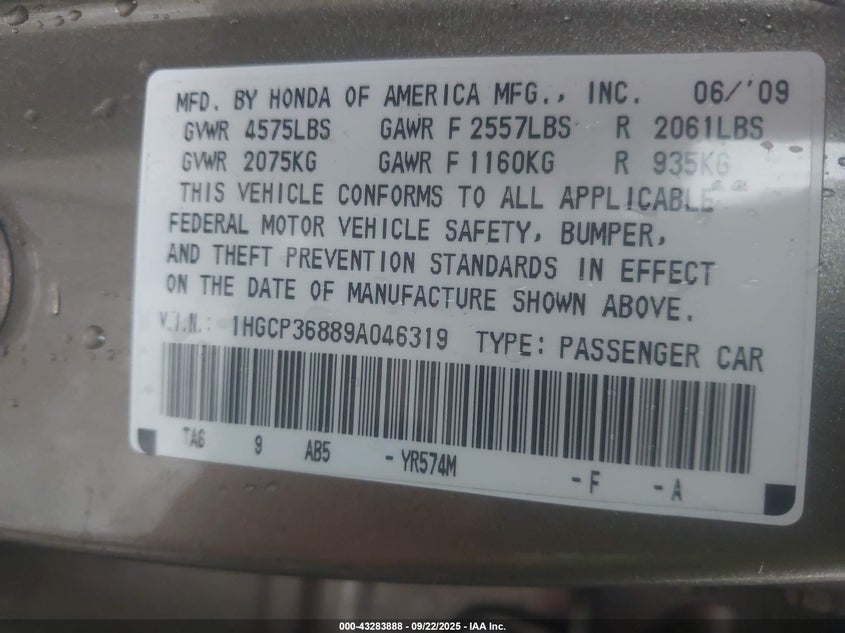 MFD. BY HONDA OF AMERICA MFG., INC. 06/'09
GVWR 4575LBS GAWR F 2557LBS R 2061LBS
GVWR 2075KG GAWR F 1160KG R 935KG
THIS VEHICLE CONFORMS TO ALL APPLICABLE
FEDERAL MOTOR VEHICLE SAFETY, BUMPER,
AND THEFT PREVENTION STANDARDS IN EFFECT
ON THE DATE OF MANUFACTURE SHOWN ABOVE.
V.I.N.: 1HGCP36889A046319 TYPE: PASSENGER CAR
TA6 9 AB5 - YR574M - F - A
000-43283888 - 09/22/2025 - IAA Inc.